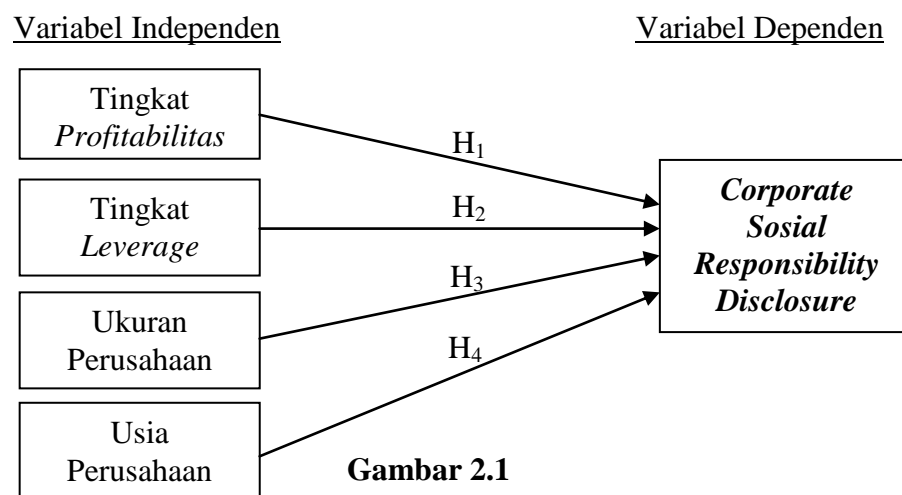 Variabel Independen
Variabel Dependen
Tingkat
Profitabilitas
H₁
Tingkat
Leverage
H₂
Corporate
Sosial
Responsibility
Disclosure
Ukuran
Perusahaan
H₃
H₄
Usia
Perusahaan
Gambar 2.1